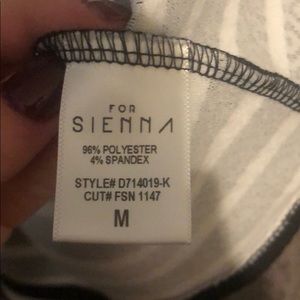 FOR
SIENNA
96% POLYESTER
4% SPANDEX
STYLE# D714019-K
CUT# FSN 1147
M